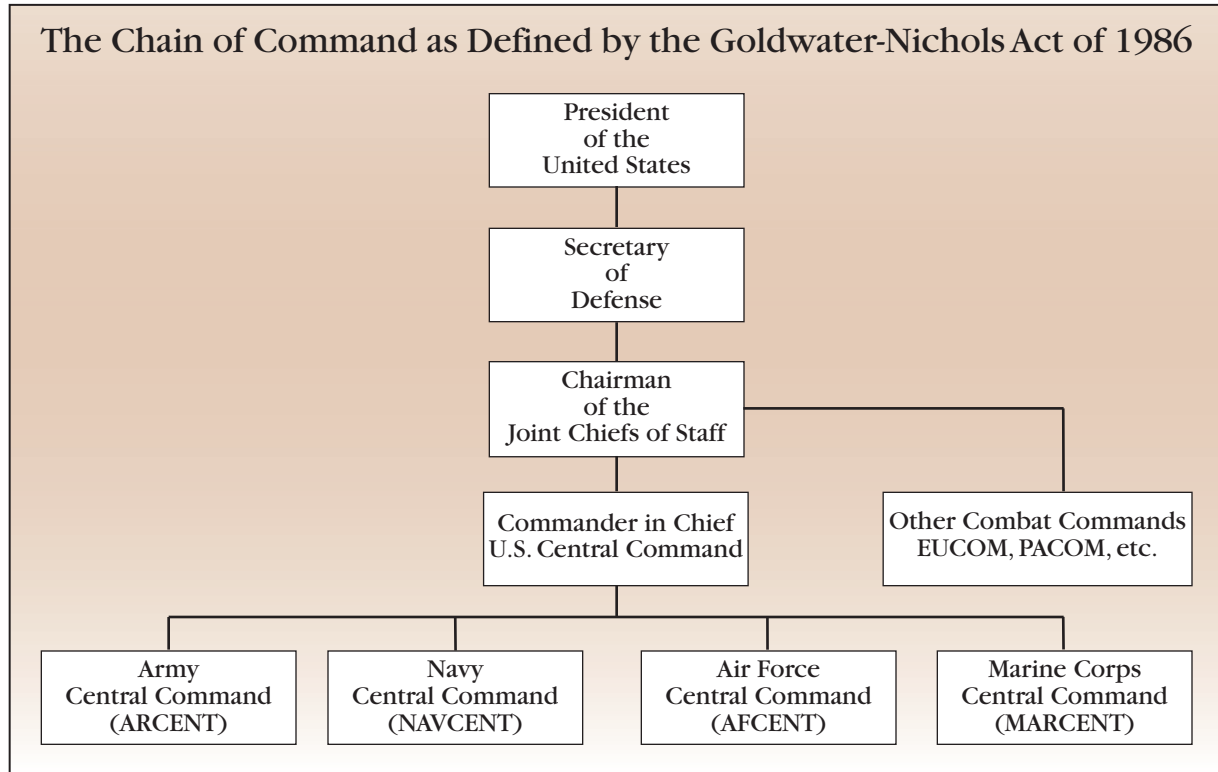 The Chain of Command as Defined by the Goldwater-Nichols Act of 1986
President
of the
United States
Secretary
of
Defense
Chairman
of the
Joint Chiefs of Staff
Commander in Chief
U.S. Central Command
Other Combat Commands
EUCOM, PACOM, etc.
Army
Central Command
(ARCENT)
Navy
Central Command
(NAVCENT)
Air Force
Central Command
(AFCENT)
Marine Corps
Central Command
(MARCENT)